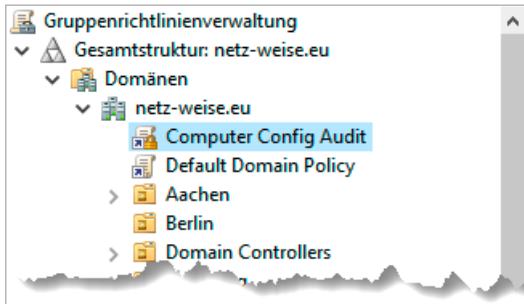 Gruppenrichtlinienverwaltung
Gesamtstruktur: netz-weise.eu
Domänen
netz-weise.eu
Computer Config Audit
Default Domain Policy
Aachen
Berlin
Domain Controllers